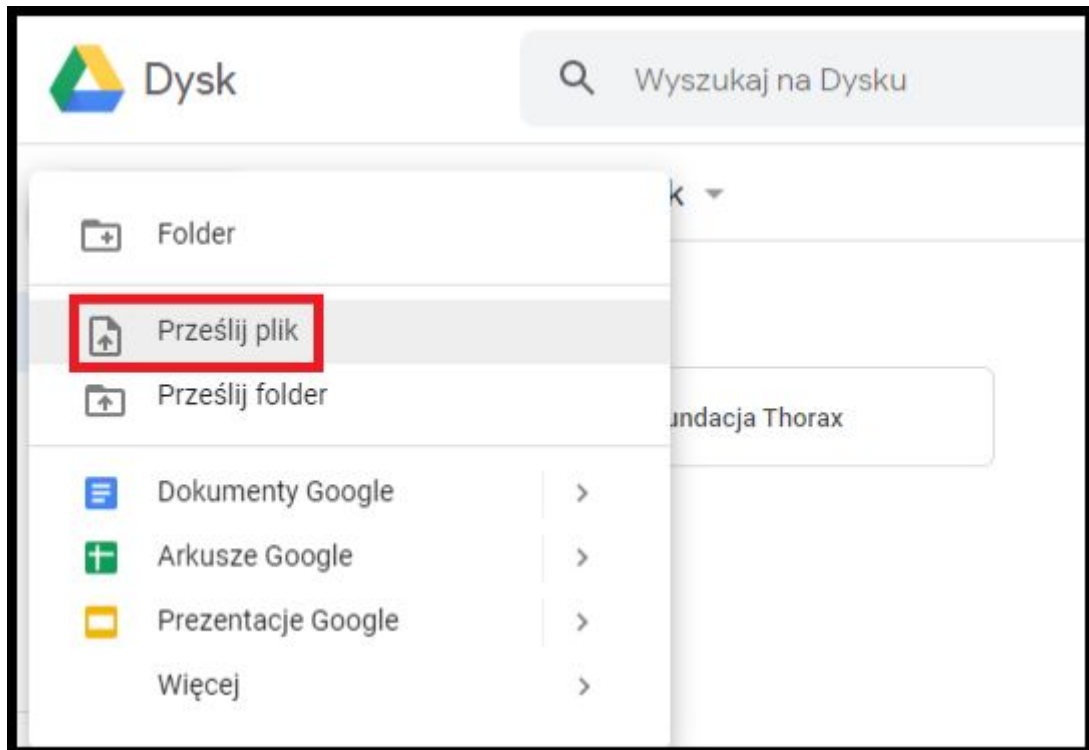 Dysk
Wyszukaj na Dysku
k
Folder
Prześlij plik
Prześlij folder
undacja Thorax
Dokumenty Google
Arkusze Google
Prezentacje Google
Więcej